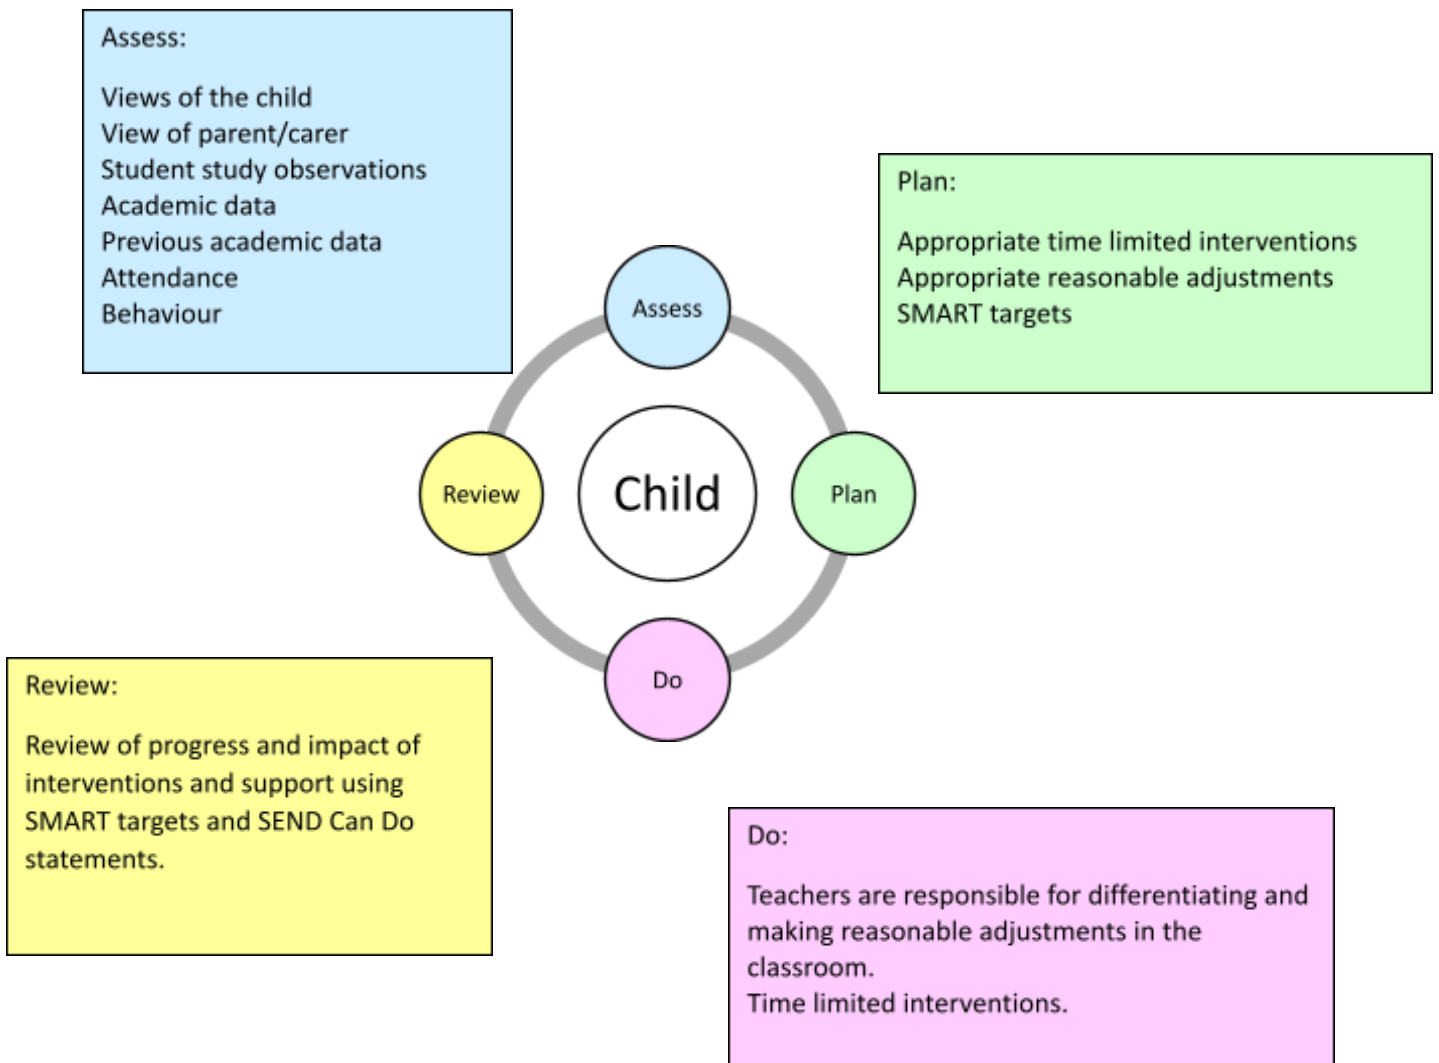 Assess:
Views of the child
View of parent/carer
Student study observations
Academic data
Previous academic data
Attendance
Behaviour
Plan:
Appropriate time limited interventions
Appropriate reasonable adjustments
SMART targets
Assess
Review
Child
Plan
Do
Review:
Review of progress and impact of
interventions and support using
SMART targets and SEND Can Do
statements.
Do:
Teachers are responsible for differentiating and
making reasonable adjustments in the
classroom.
Time limited interventions.